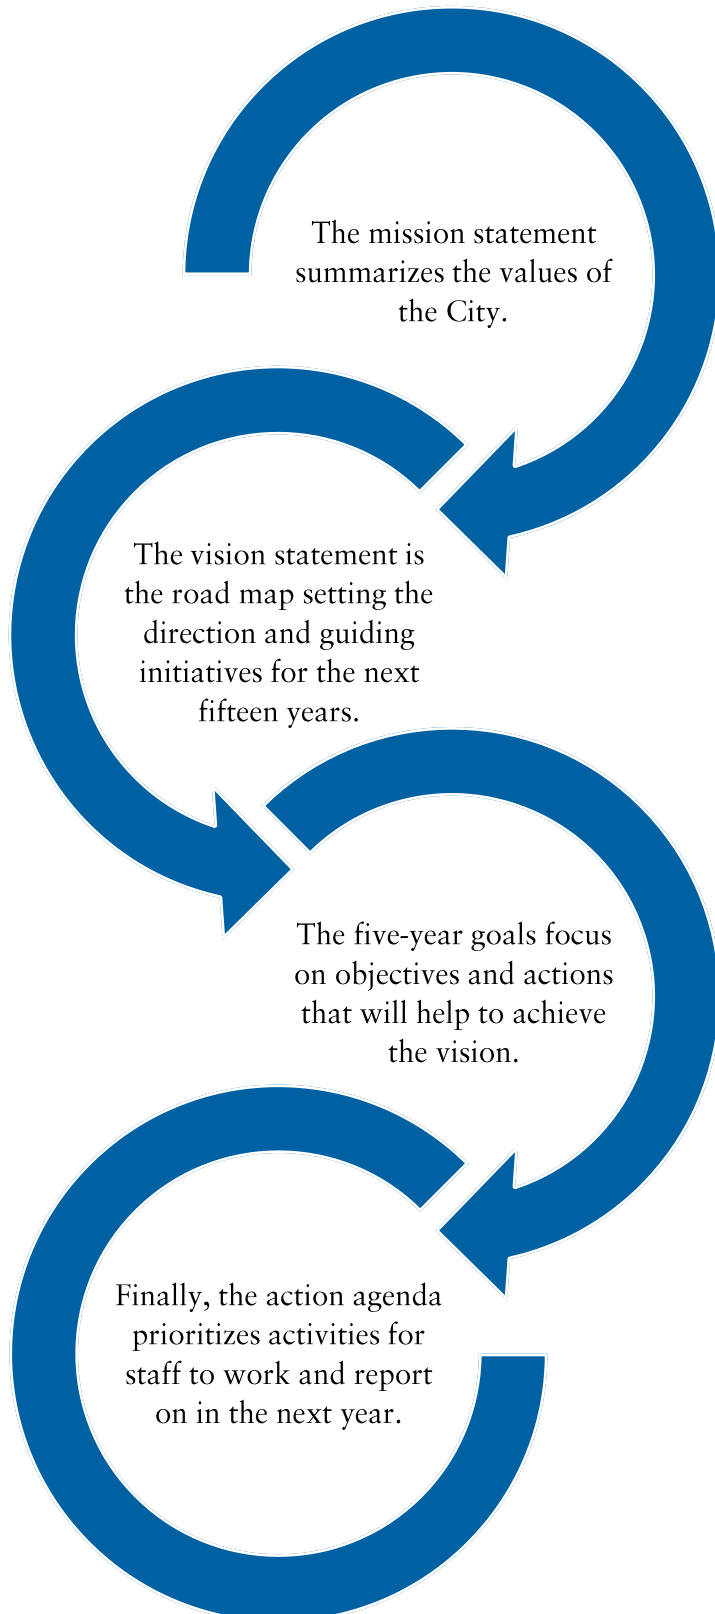 The mission statement
summarizes the values of
the City.
The vision statement is
the road map setting the
direction and guiding
initiatives for the next
fifteen years.
The five-year goals focus
on objectives and actions
that will help to achieve
the vision.
Finally, the action agenda
prioritizes activities for
staff to work and report
on in the next year.